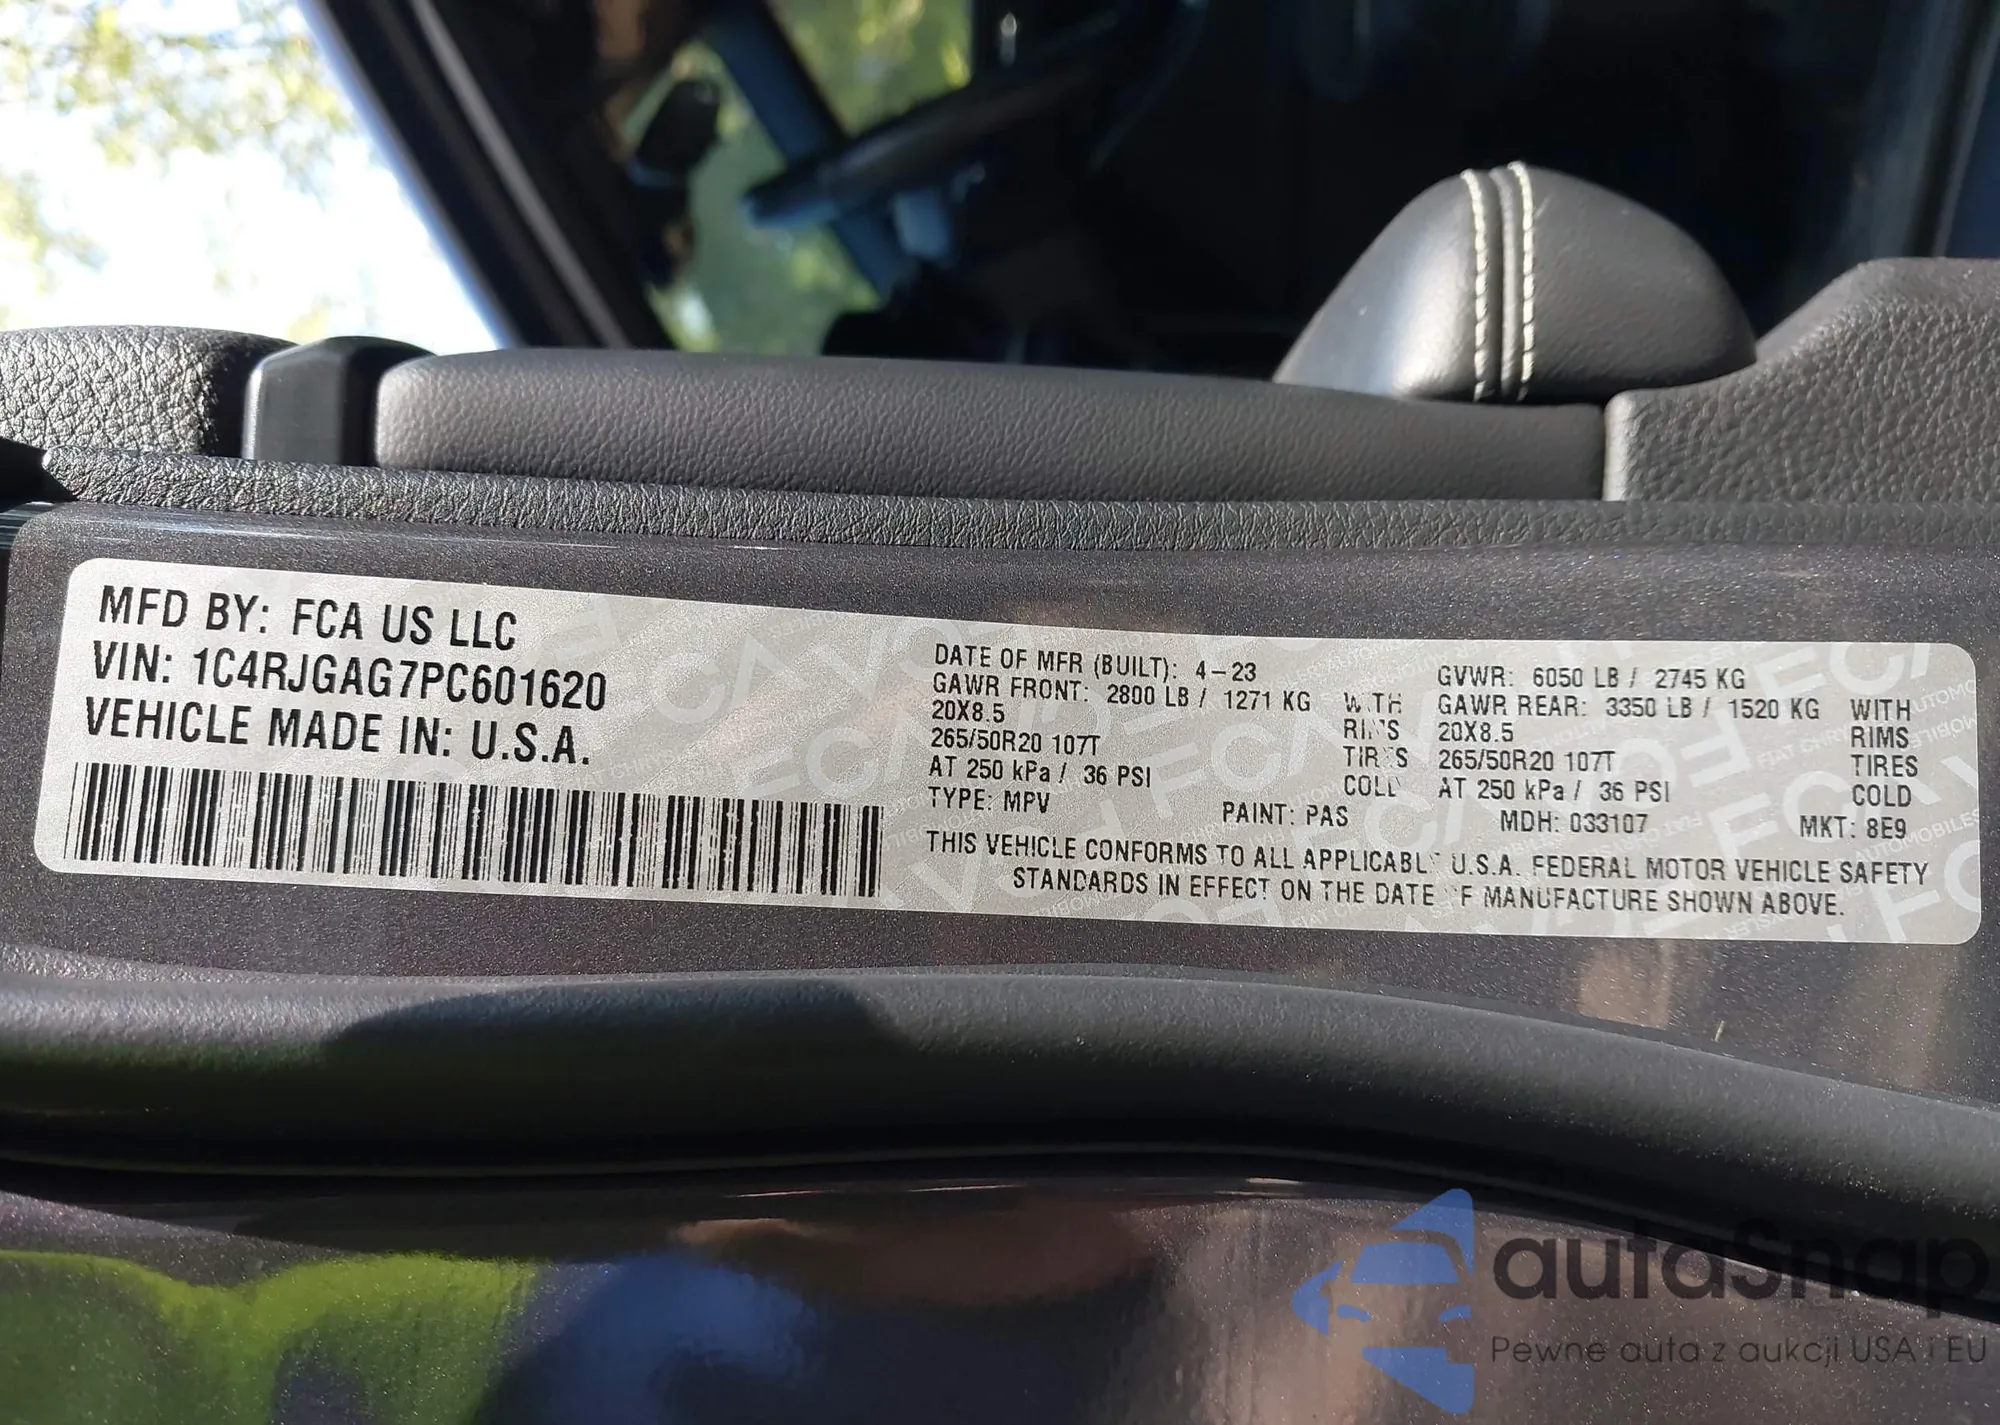 MFD BY: FCA US LLC
VIN: 1C4RJGAG7PC601620
VEHICLE MADE IN: U.S.A.
DATE OF MFR (BUILT): 4-23
GAWR FRONT: 2800 LB / 1271 KG WITH
20X8.5 RIMS
265/50R20 107T TIRES
AT 250 kPa / 36 PSI COLD
GVWR: 6050 LB / 2745 KG
GAWR REAR: 3350 LB / 1520 KG WITH
20X8.5 RIMS
265/50R20 107T TIRES
AT 250 kPa / 36 PSI COLD
TYPE: MPV PAINT: PAS MDH: 033107 MKT: 8E9
THIS VEHICLE CONFORMS TO ALL APPLICABLE U.S.A. FEDERAL MOTOR VEHICLE SAFETY
STANDARDS IN EFFECT ON THE DATE OF MANUFACTURE SHOWN ABOVE.
autaSnap
Pewne auta z aukcji USA i EU